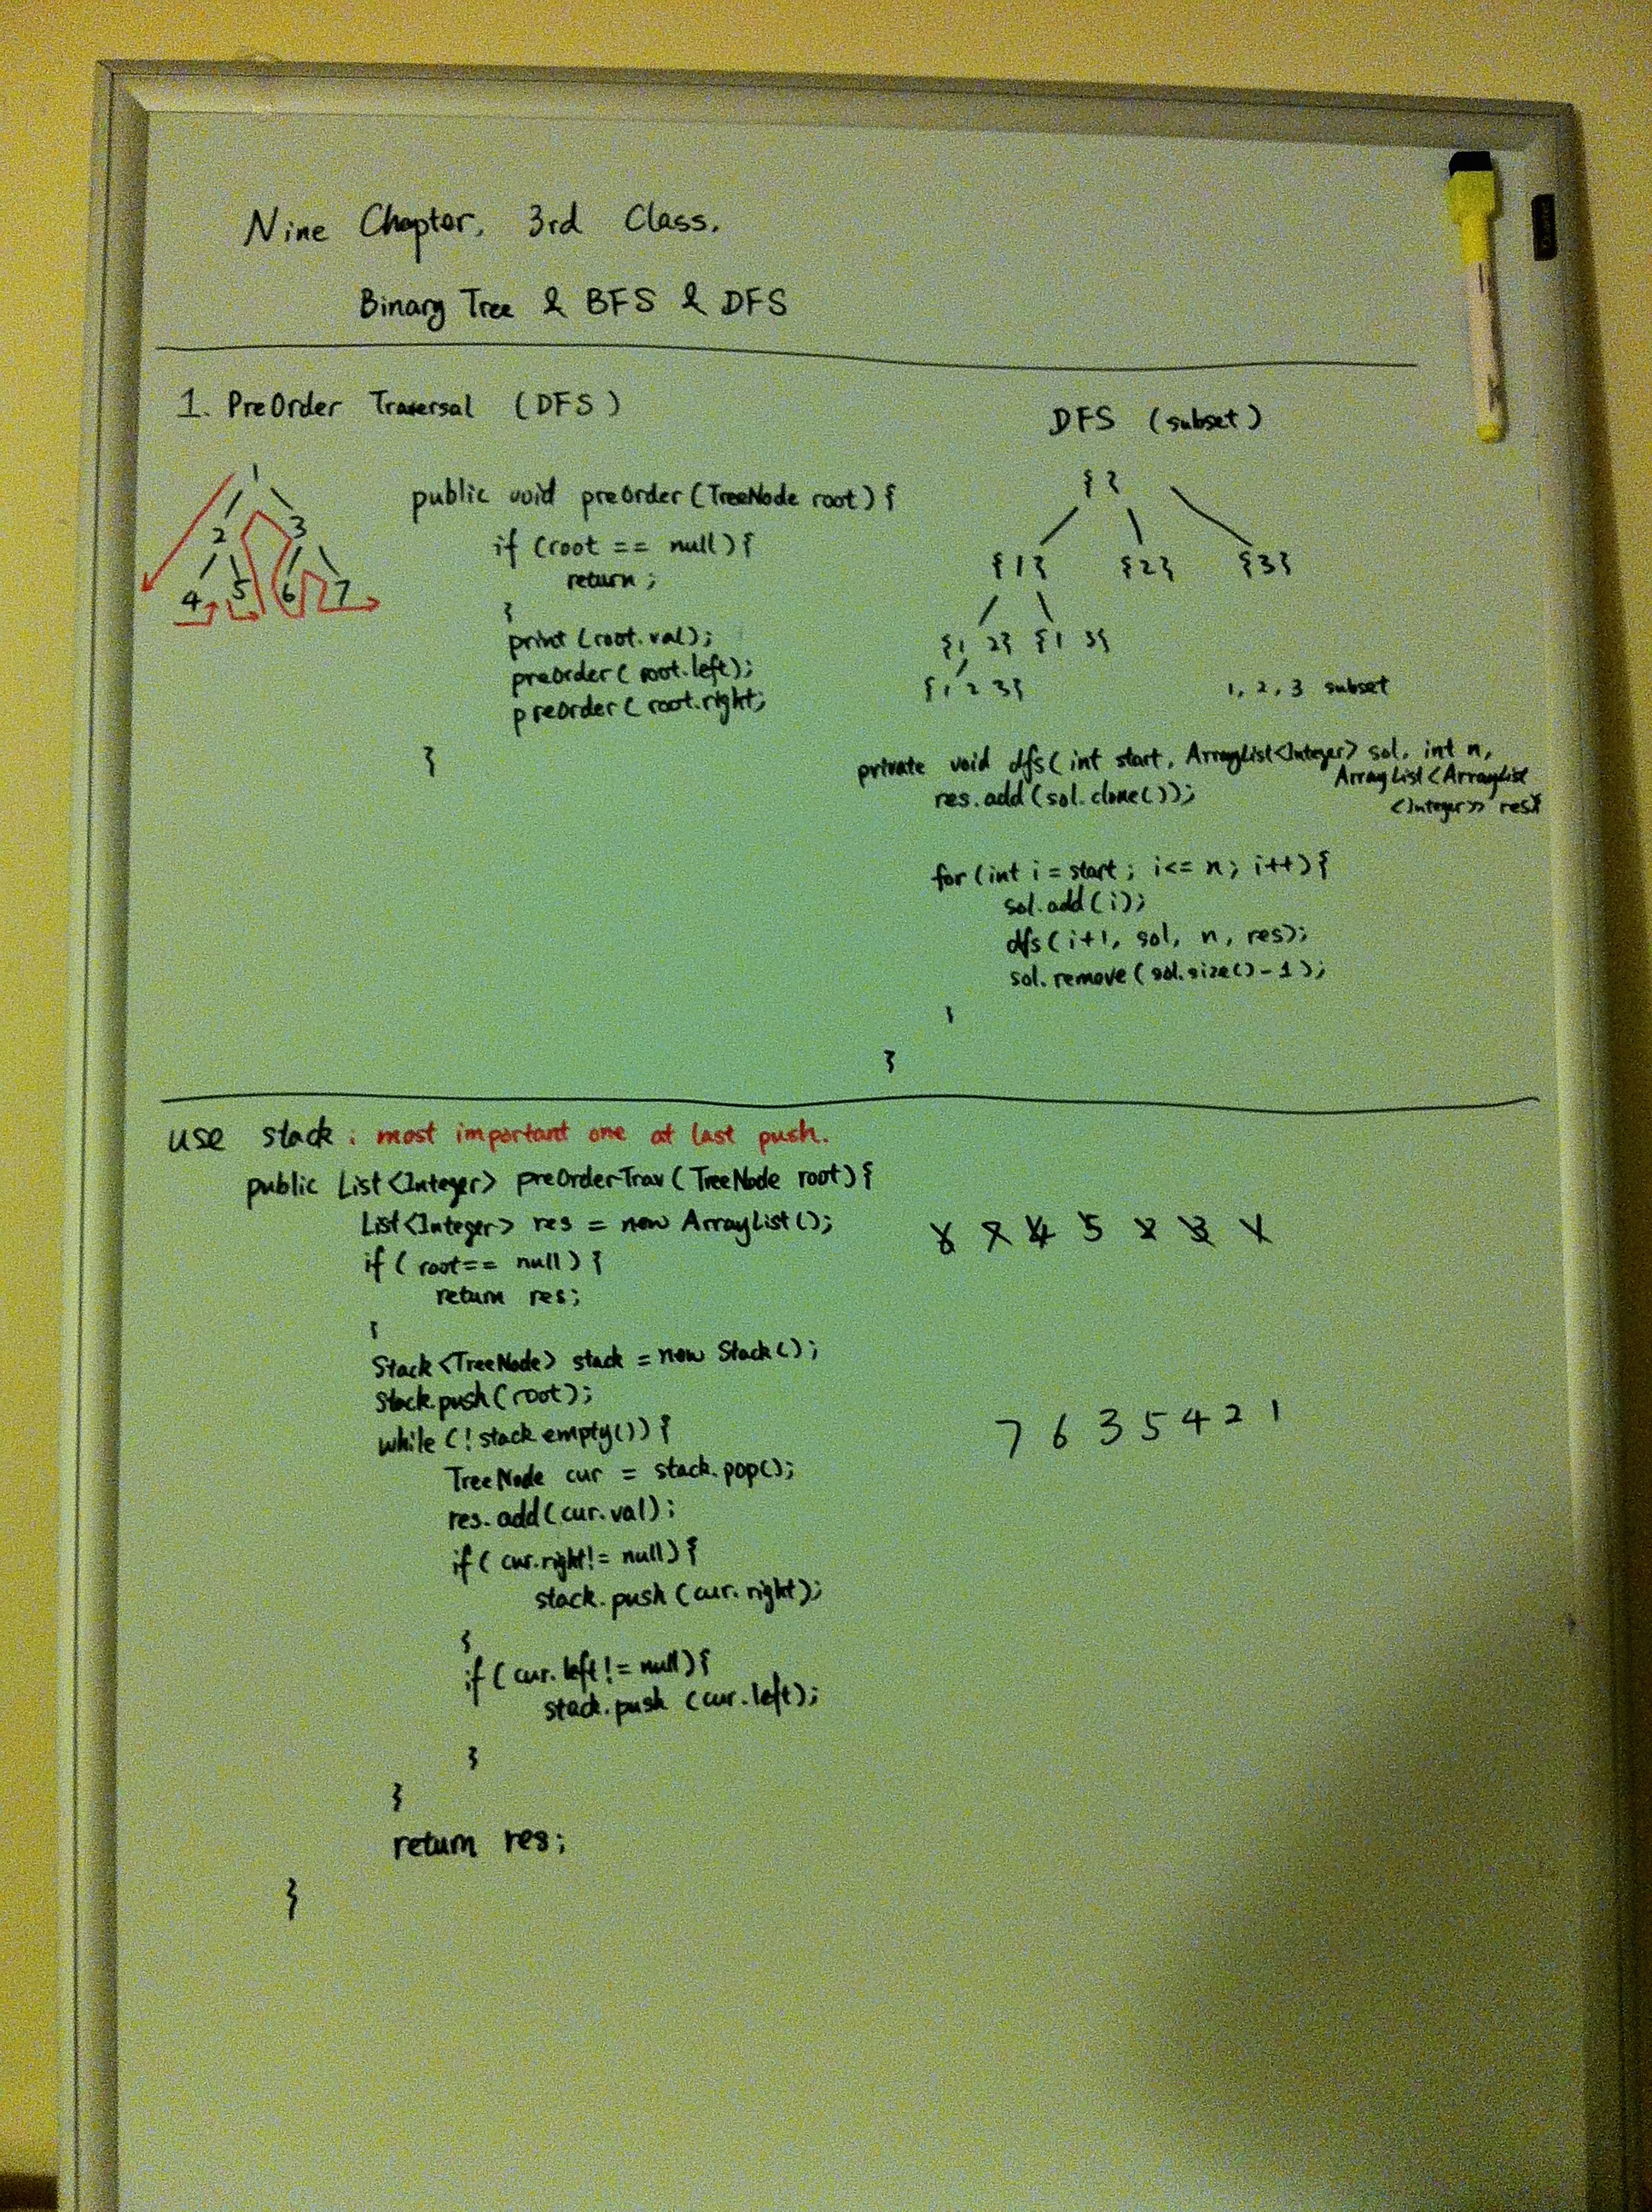 Nine Chapter, 3rd Class.
Binary Tree & BFS & DFS
1. PreOrder Traversal (DFS)
1
2 3
4 5 6 7
public void preOrder (TreeNode root) {
if (root == null) {
return ;
}
print (root.val);
preOrder ( root.left);
preOrder ( root.right;
}
DFS (subset)
{ }
{1} {2} {3}
{1 2} {1 3}
{1 2 3}
1, 2, 3 subset
private void dfs( int start, ArrayList<Integer> sol, int n,
ArrayList<ArrayList
<Integer>> res){
res.add(sol.clone());
for (int i = start ; i <= n; i++) {
sol.add(i);
dfs( i+1, sol, n, res);
sol.remove( sol.size()-1);
}
}
use stack : most important one at last push.
public List<Integer> preOrderTrav ( TreeNode root) {
List<Integer> res = new ArrayList();
if ( root== null) {
return res;
}
Stack <TreeNode> stack = new Stack();
Stack.push(root);
while (! stack empty()) {
TreeNode cur = stack.pop();
res.add(cur.val);
if ( cur.right!= null) {
stack.push (cur.right);
}
if ( cur.left != null) {
stack.push (cur.left);
}
}
return res;
}
6 7 4 5 2 3 1
7 6 3 5 4 2 1